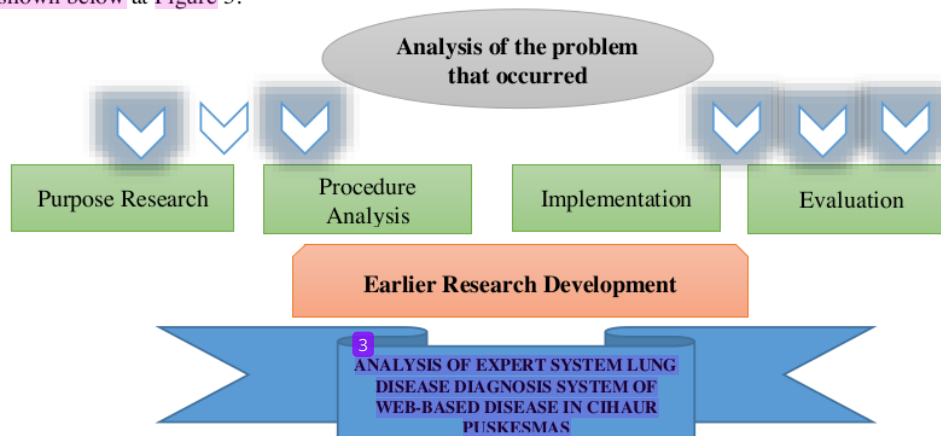 shown below at Figure 3.
Analysis of the problem
that occurred
Purpose Research
Procedure
Analysis
Implementation
Evaluation
Earlier Research Development
3
ANALYSIS OF EXPERT SYSTEM LUNG
DISEASE DIAGNOSIS SYSTEM OF
WEB-BASED DISEASE IN CIHAUR
PUSKESMAS